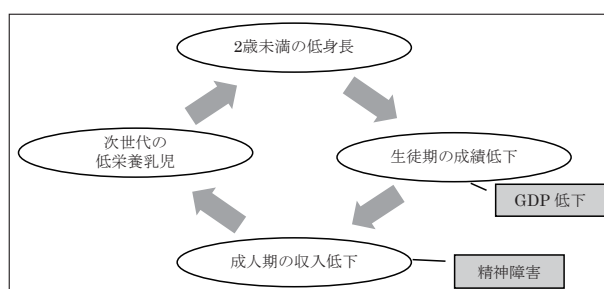 2歳未満の低身長
次世代の
低栄養乳児
生徒期の成績低下
GDP 低下
成人期の収入低下
精神障害